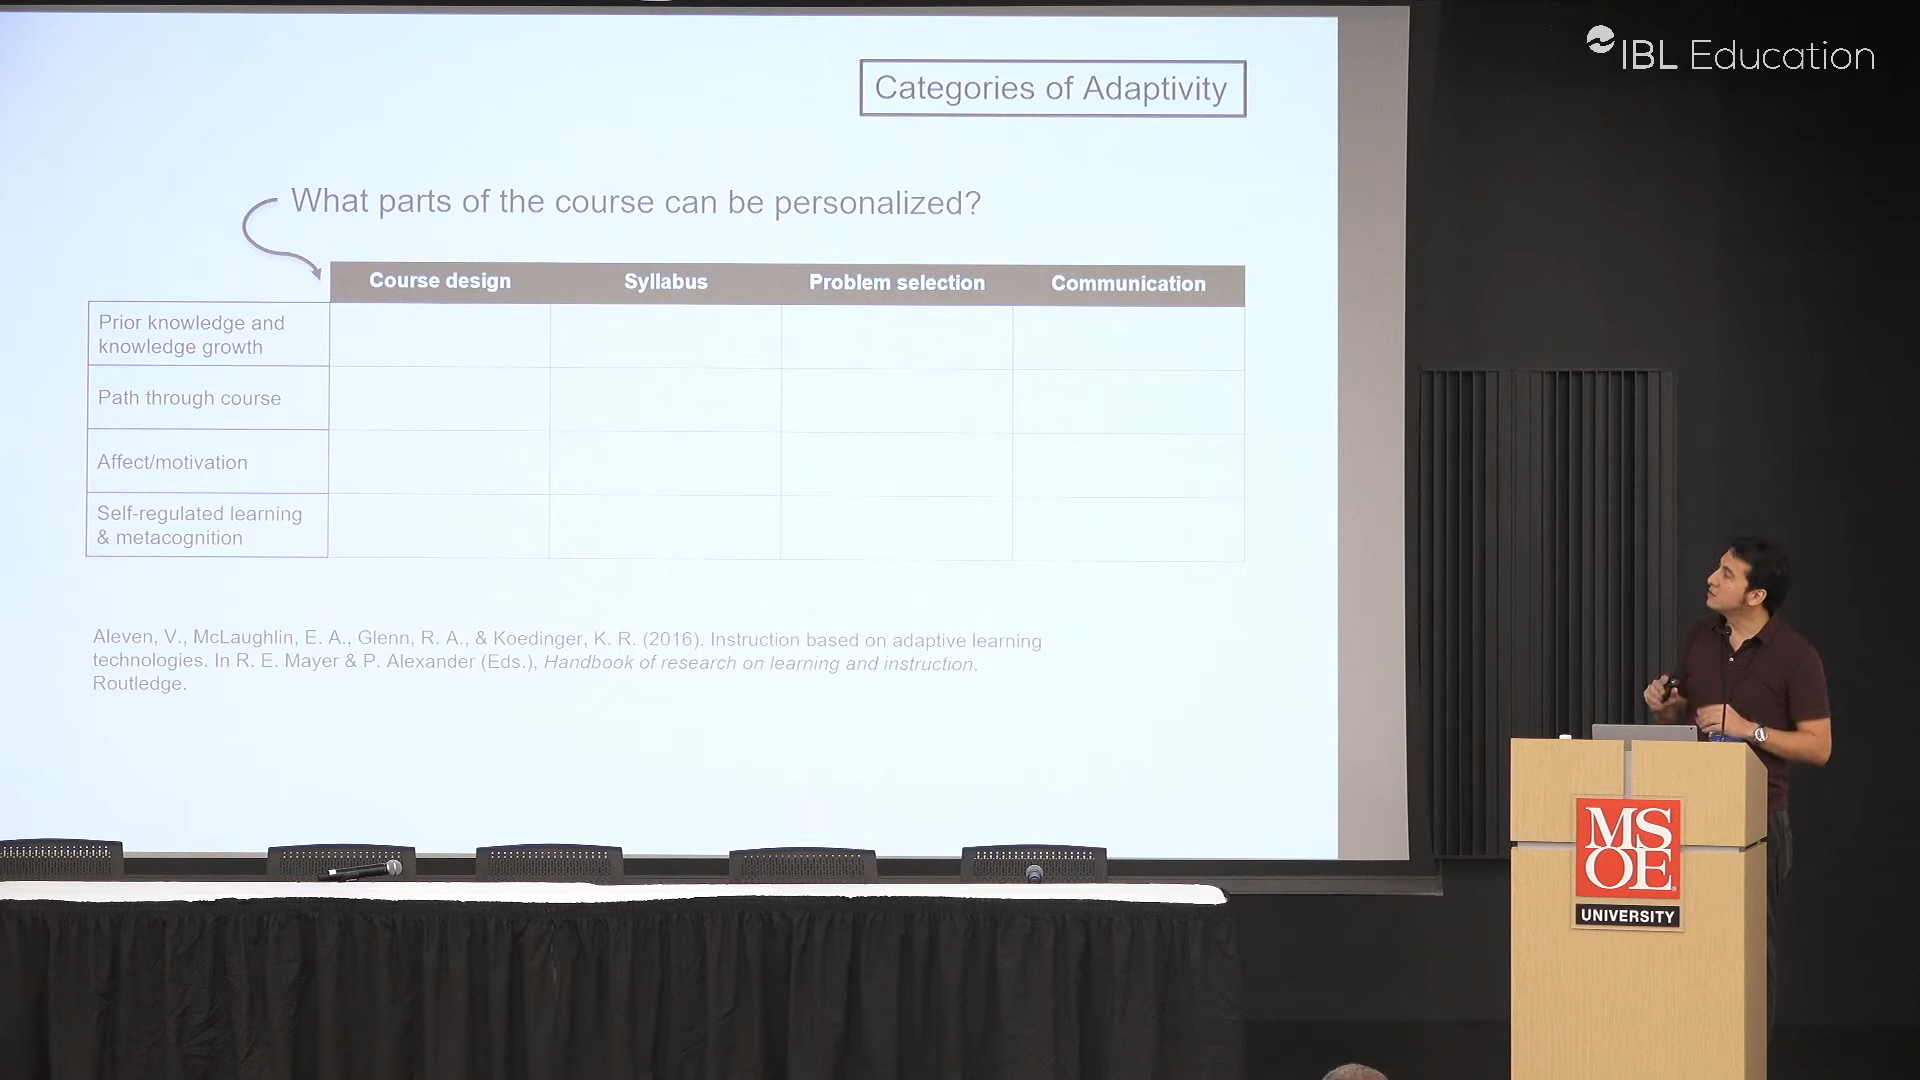 IBL Education
Categories of Adaptivity
What parts of the course can be personalized?
Course design Syllabus Problem selection Communication
Prior knowledge and
knowledge growth
Path through course
Affect/motivation
Self-regulated learning
& metacognition
Aleven, V., McLaughlin, E. A., Glenn, R. A., & Koedinger, K. R. (2016). Instruction based on adaptive learning
technologies. In R. E. Mayer & P. Alexander (Eds.), Handbook of research on learning and instruction.
Routledge.
MS
OE
UNIVERSITY